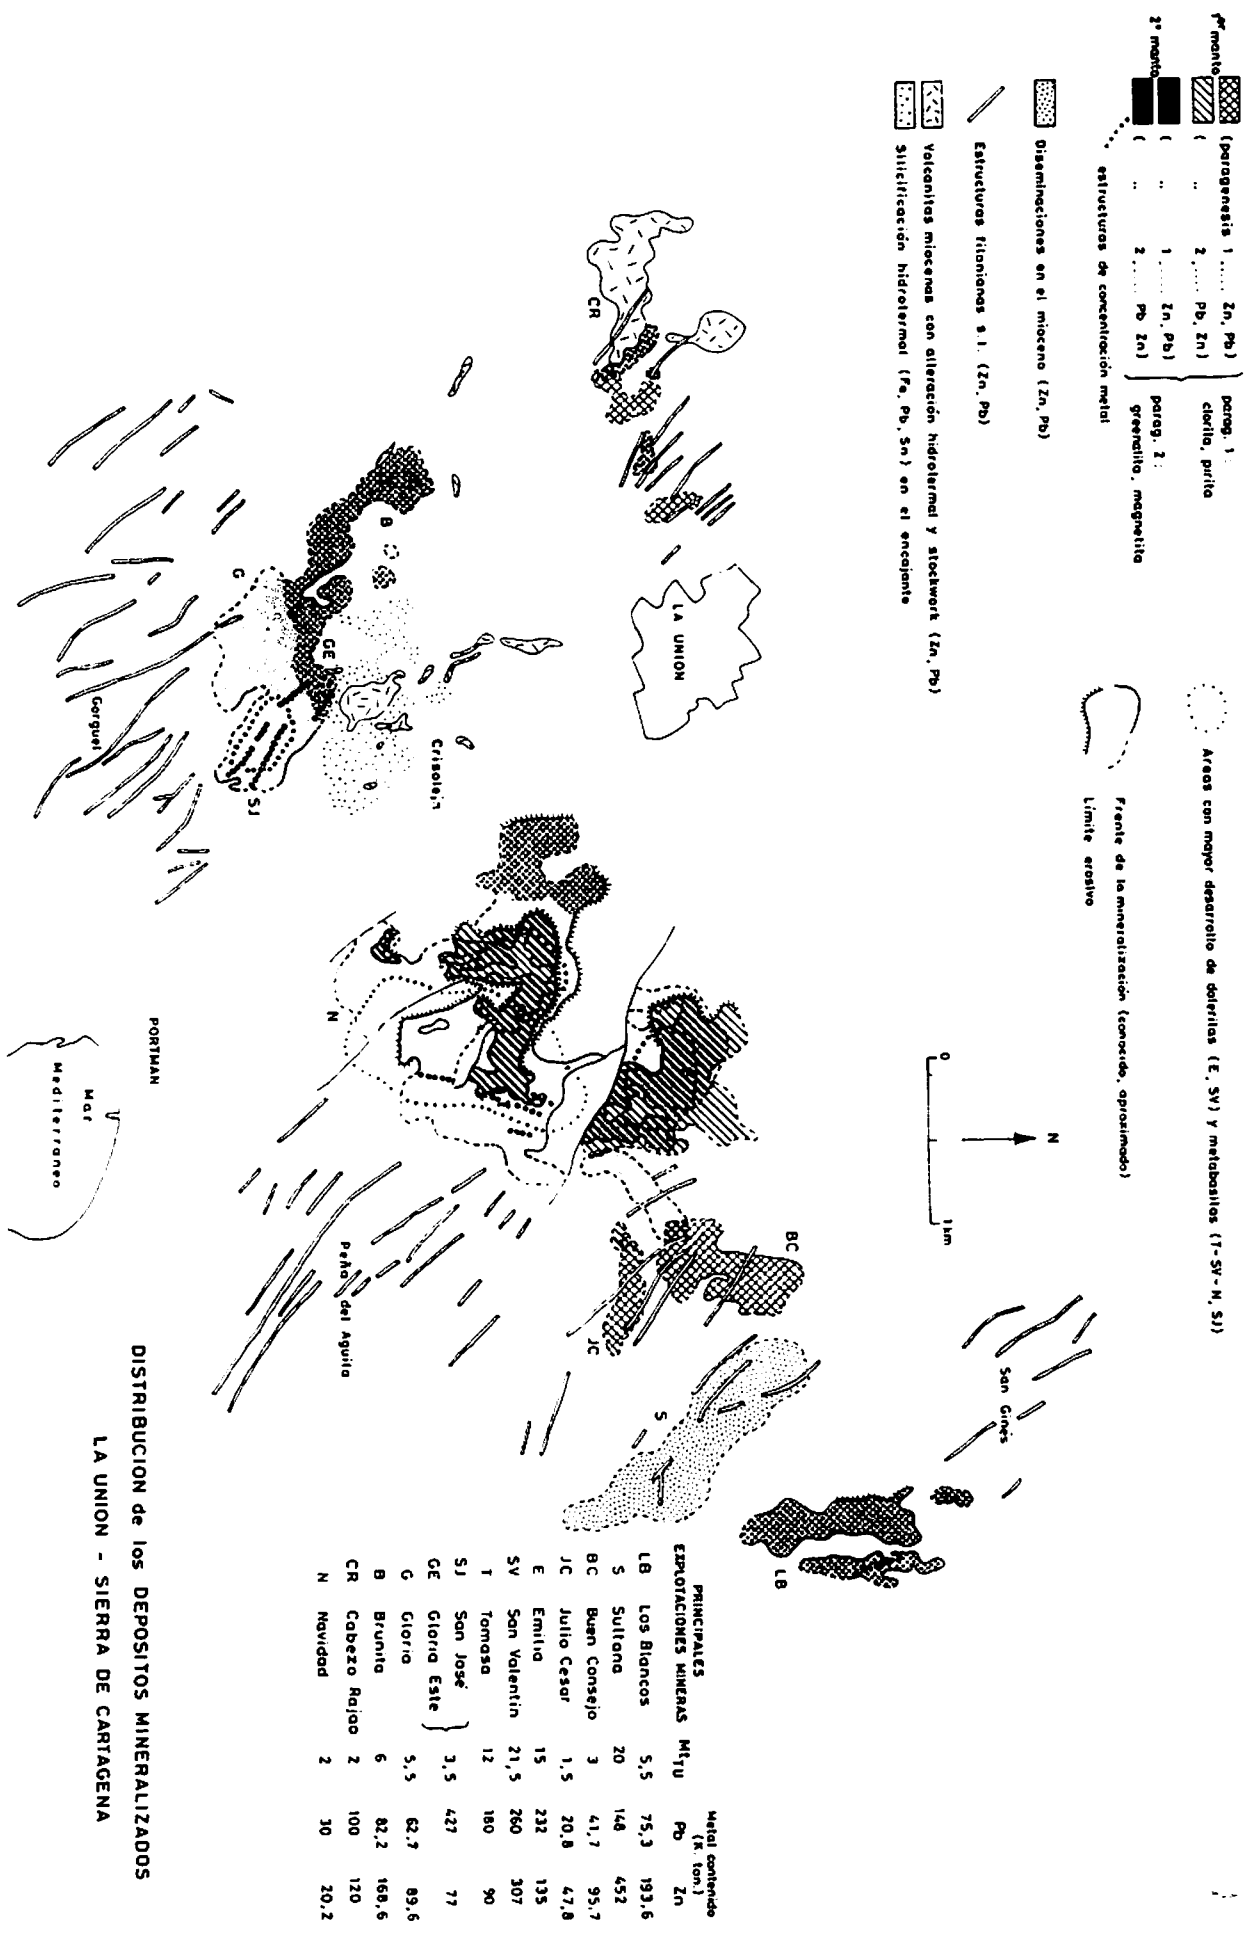 1er manto (paragenesis 1 ..... Zn, Pb)
( .. 2 ..... Pb, Zn)
2º manto ( .. 1 ..... Zn, Pb)
( .. 2 ..... Pb Zn)
parag. 1:
clorita, pirita
parag. 2:
greenalita, magnetita
estructuras de concentración metal
Diseminaciones en el mioceno (Zn, Pb)
Estructuras filonianas s.l. (Zn, Pb)
Volcanitas miocenas con alteración hidrotermal y stockwork (Zn, Pb)
Silicificación hidrotermal (Fe, Pb, Sn) en el encajante
Areas con mayor desarrollo de doleritas (E, SV) y metabasitas (T-SV-N, SJ)
Frente de la mineralización (conocido, aproximado)
Límite erosivo
0
1 km
N
CR
LA UNION
B
G
GE
Gorguel
Crisoleja
SJ
N
PORTMAN
Mar
Mediterraneo
Peña del Aguila
BC
JC
S
San Ginés
LB
PRINCIPALES
EXPLOTACIONES MINERAS MtTU
Metal contenido
(K. ton.)
Pb Zn
LB Los Blancos 5,5 75,3 193,6
S Sultana 20 148 452
BC Buen Consejo 3 41,7 95,7
JC Julio Cesar 1,5 20,8 47,8
E Emilia 15 232 135
SV San Valentín 21,5 260 307
T Tomasa 12 180 90
SJ San José
GE Gloria Este } 3,5 427 77
G Gloria 5,5 62,7 89,6
B Brunita 6 82,2 168,6
CR Cabezo Rajao 2 100 120
N Navidad 2 30 20,2
DISTRIBUCION de los DEPOSITOS MINERALIZADOS
LA UNION - SIERRA DE CARTAGENA